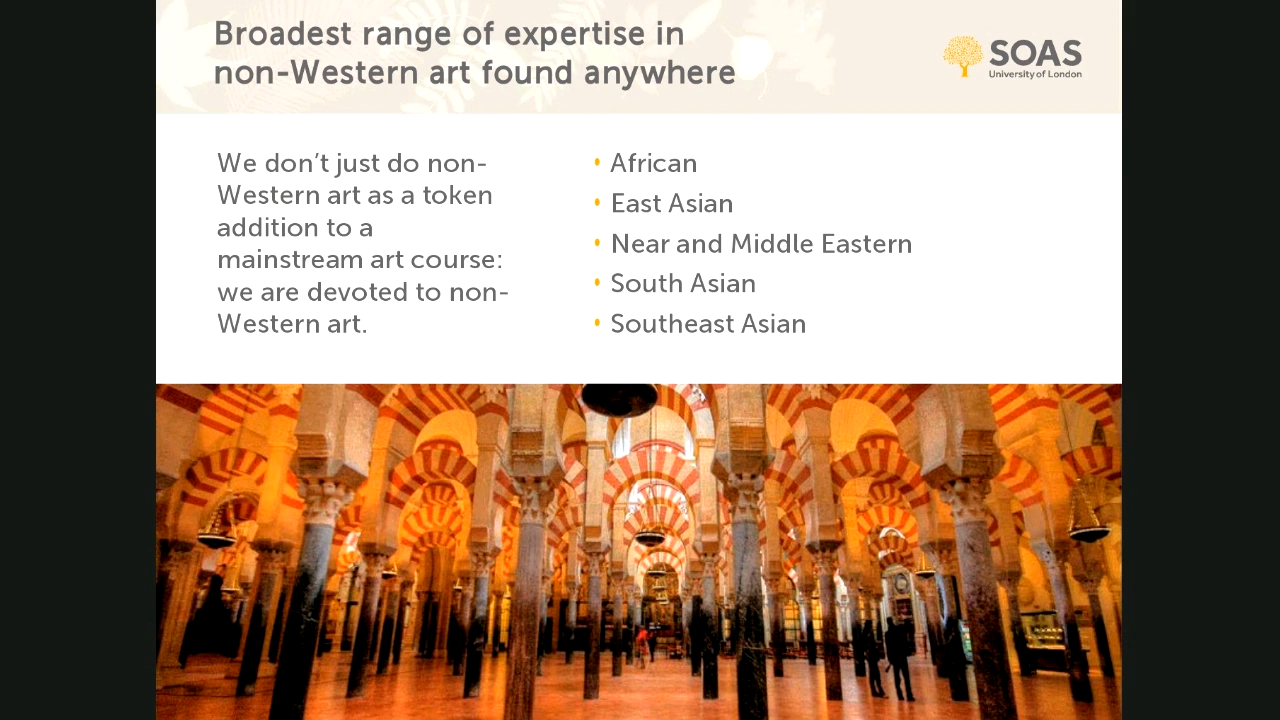 Broadest range of expertise in
non-Western art found anywhere
SOAS
University of London
We don't just do non-
Western art as a token
addition to a
mainstream art course:
we are devoted to non-
Western art.
• African
• East Asian
• Near and Middle Eastern
• South Asian
• Southeast Asian